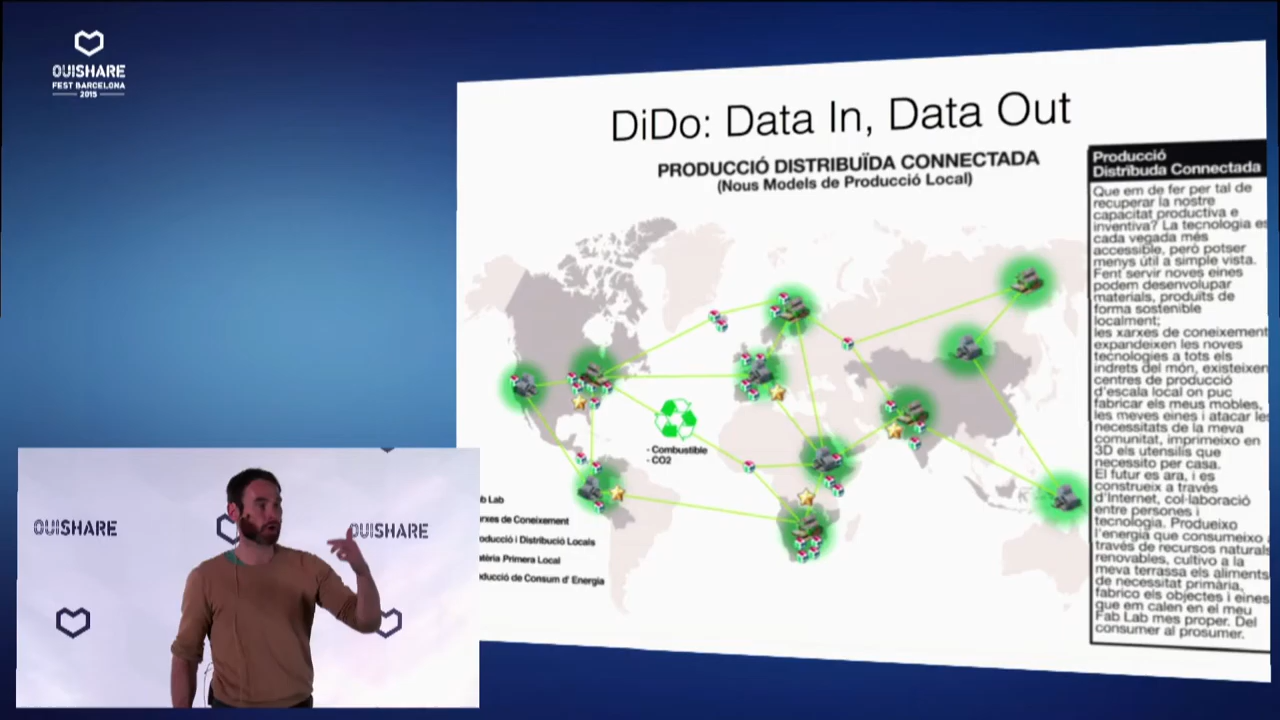 OUISHARE
FEST BARCELONA
2015
DiDo: Data In, Data Out
PRODUCCIÓ DISTRIBUÏDA CONNECTADA
(Nous Models de Producció Local)
- Combustible
- CO2
b Lab
arxes de Coneixement
oducció i Distribució Locals
atèria Primera Local
ducció de Consum d' Energia
Producció
Distribuda Connectada
Que em de fer per tal de
recuperar la nostre
capacitat productiva e
inventiva? La tecnologia es
cada vegada més
accessible, però potser
menys útil a simple vista.
Fent servir noves eines
podem desenvolupar
materials, produïts de
forma sostenible
localment;
les xarxes de coneixement
expandeixen les noves
tecnologies a tots els
indrets del món, existeixen
centres de producció
d'escala local on puc
fabricar els meus mobles,
les meves eines i atacar les
necessitats de la meva
comunitat, imprimeixo en
3D els utensilis que
necessito per casa.
El futur es ara, i es
construeix a través
d'Internet, col·laboració
entre persones i
tecnologia. Produeixo
l'energia que consumeixo a
través de recursos naturals
renovables, cultivo a la
meva terrassa els aliments
de necessitat primària,
fabrico els objectes i eines
que em calen en el meu
Fab Lab mes proper. Del
consumer al prosumer.
OUISHARE
OUISHARE